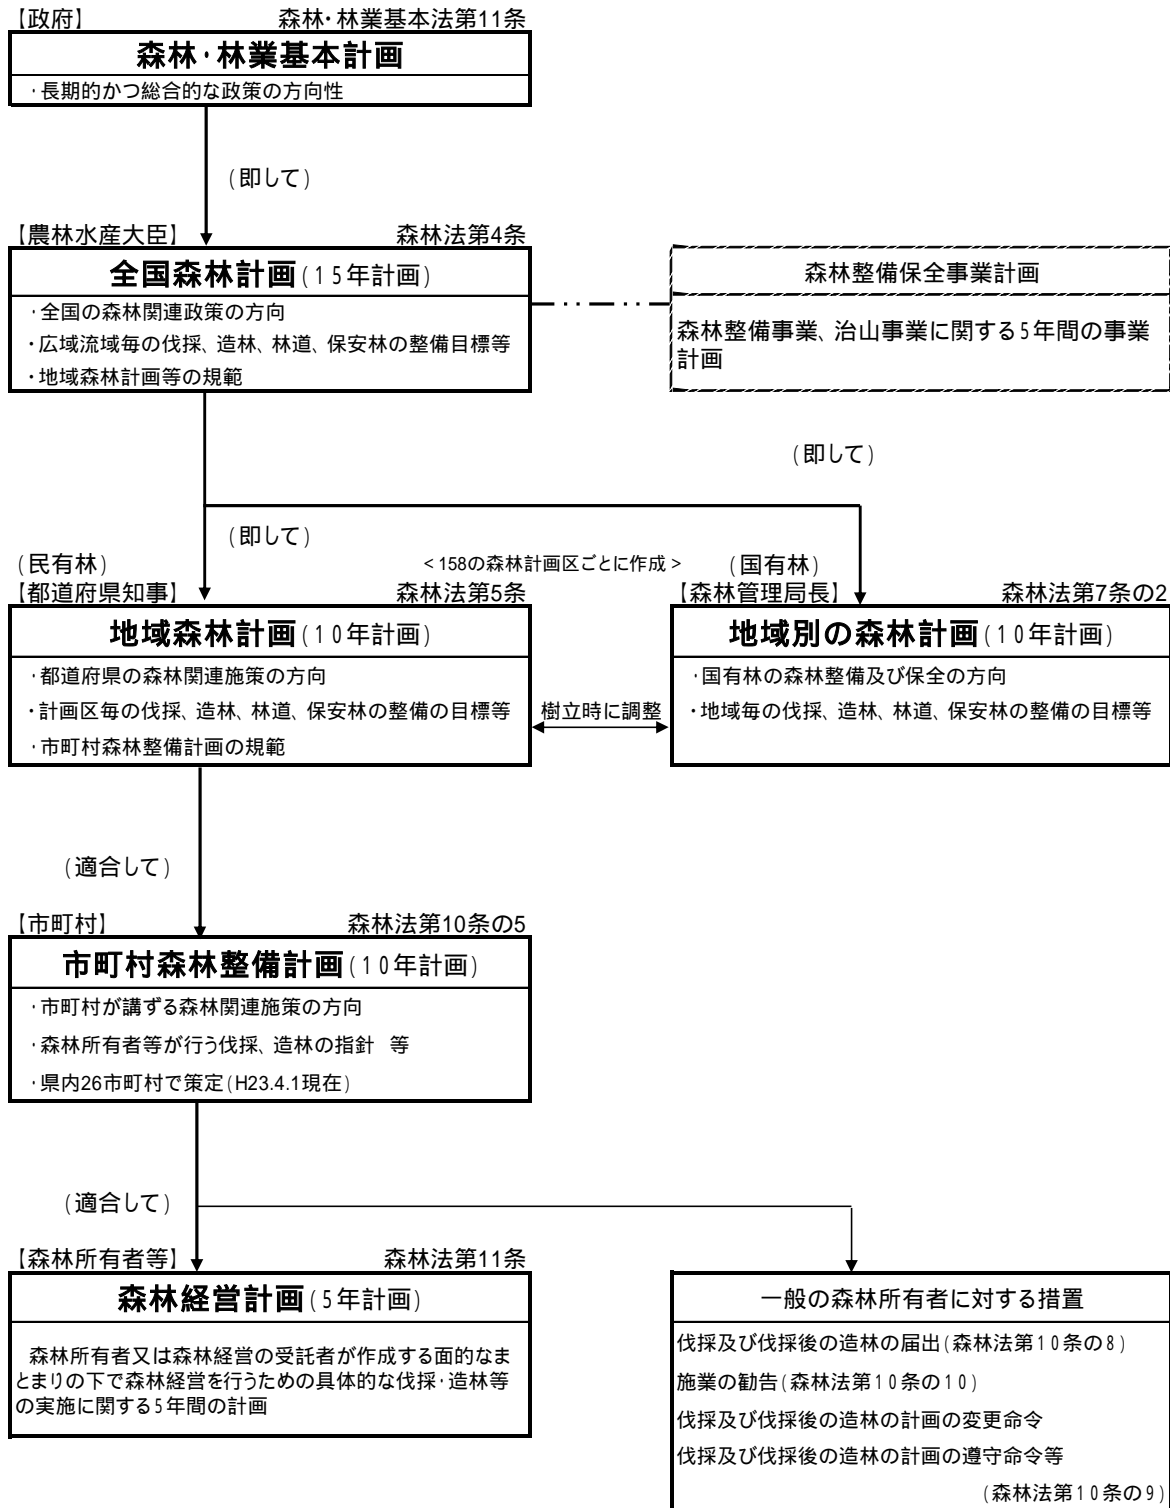 【政府】 森林・林業基本法第11条
森林・林業基本計画
・長期的かつ総合的な政策の方向性
(即して)
【農林水産大臣】 森林法第4条
全国森林計画(15年計画)
・全国の森林関連政策の方向
・広域流域毎の伐採、造林、林道、保安林の整備目標等
・地域森林計画等の規範
森林整備保全事業計画
森林整備事業、治山事業に関する5年間の事業
計画
(即して)
(即して)
(民有林) <158の森林計画区ごとに作成> (国有林)
【都道府県知事】 森林法第5条
地域森林計画(10年計画)
・都道府県の森林関連施策の方向
・計画区毎の伐採、造林、林道、保安林の整備の目標等
・市町村森林整備計画の規範
樹立時に調整
【森林管理局長】 森林法第7条の2
地域別の森林計画(10年計画)
・国有林の森林整備及び保全の方向
・地域毎の伐採、造林、林道、保安林の整備の目標等
(適合して)
【市町村】 森林法第10条の5
市町村森林整備計画(10年計画)
・市町村が講ずる森林関連施策の方向
・森林所有者等が行う伐採、造林の指針 等
・県内26市町村で策定(H23.4.1現在)
(適合して)
【森林所有者等】 森林法第11条
森林経営計画(5年計画)
森林所有者又は森林経営の受託者が作成する面的なま
とまりの下で森林経営を行うための具体的な伐採・造林等
の実施に関する5年間の計画
一般の森林所有者に対する措置
伐採及び伐採後の造林の届出(森林法第10条の8)
施業の勧告(森林法第10条の10)
伐採及び伐採後の造林の計画の変更命令
伐採及び伐採後の造林の計画の遵守命令等
(森林法第10条の9)